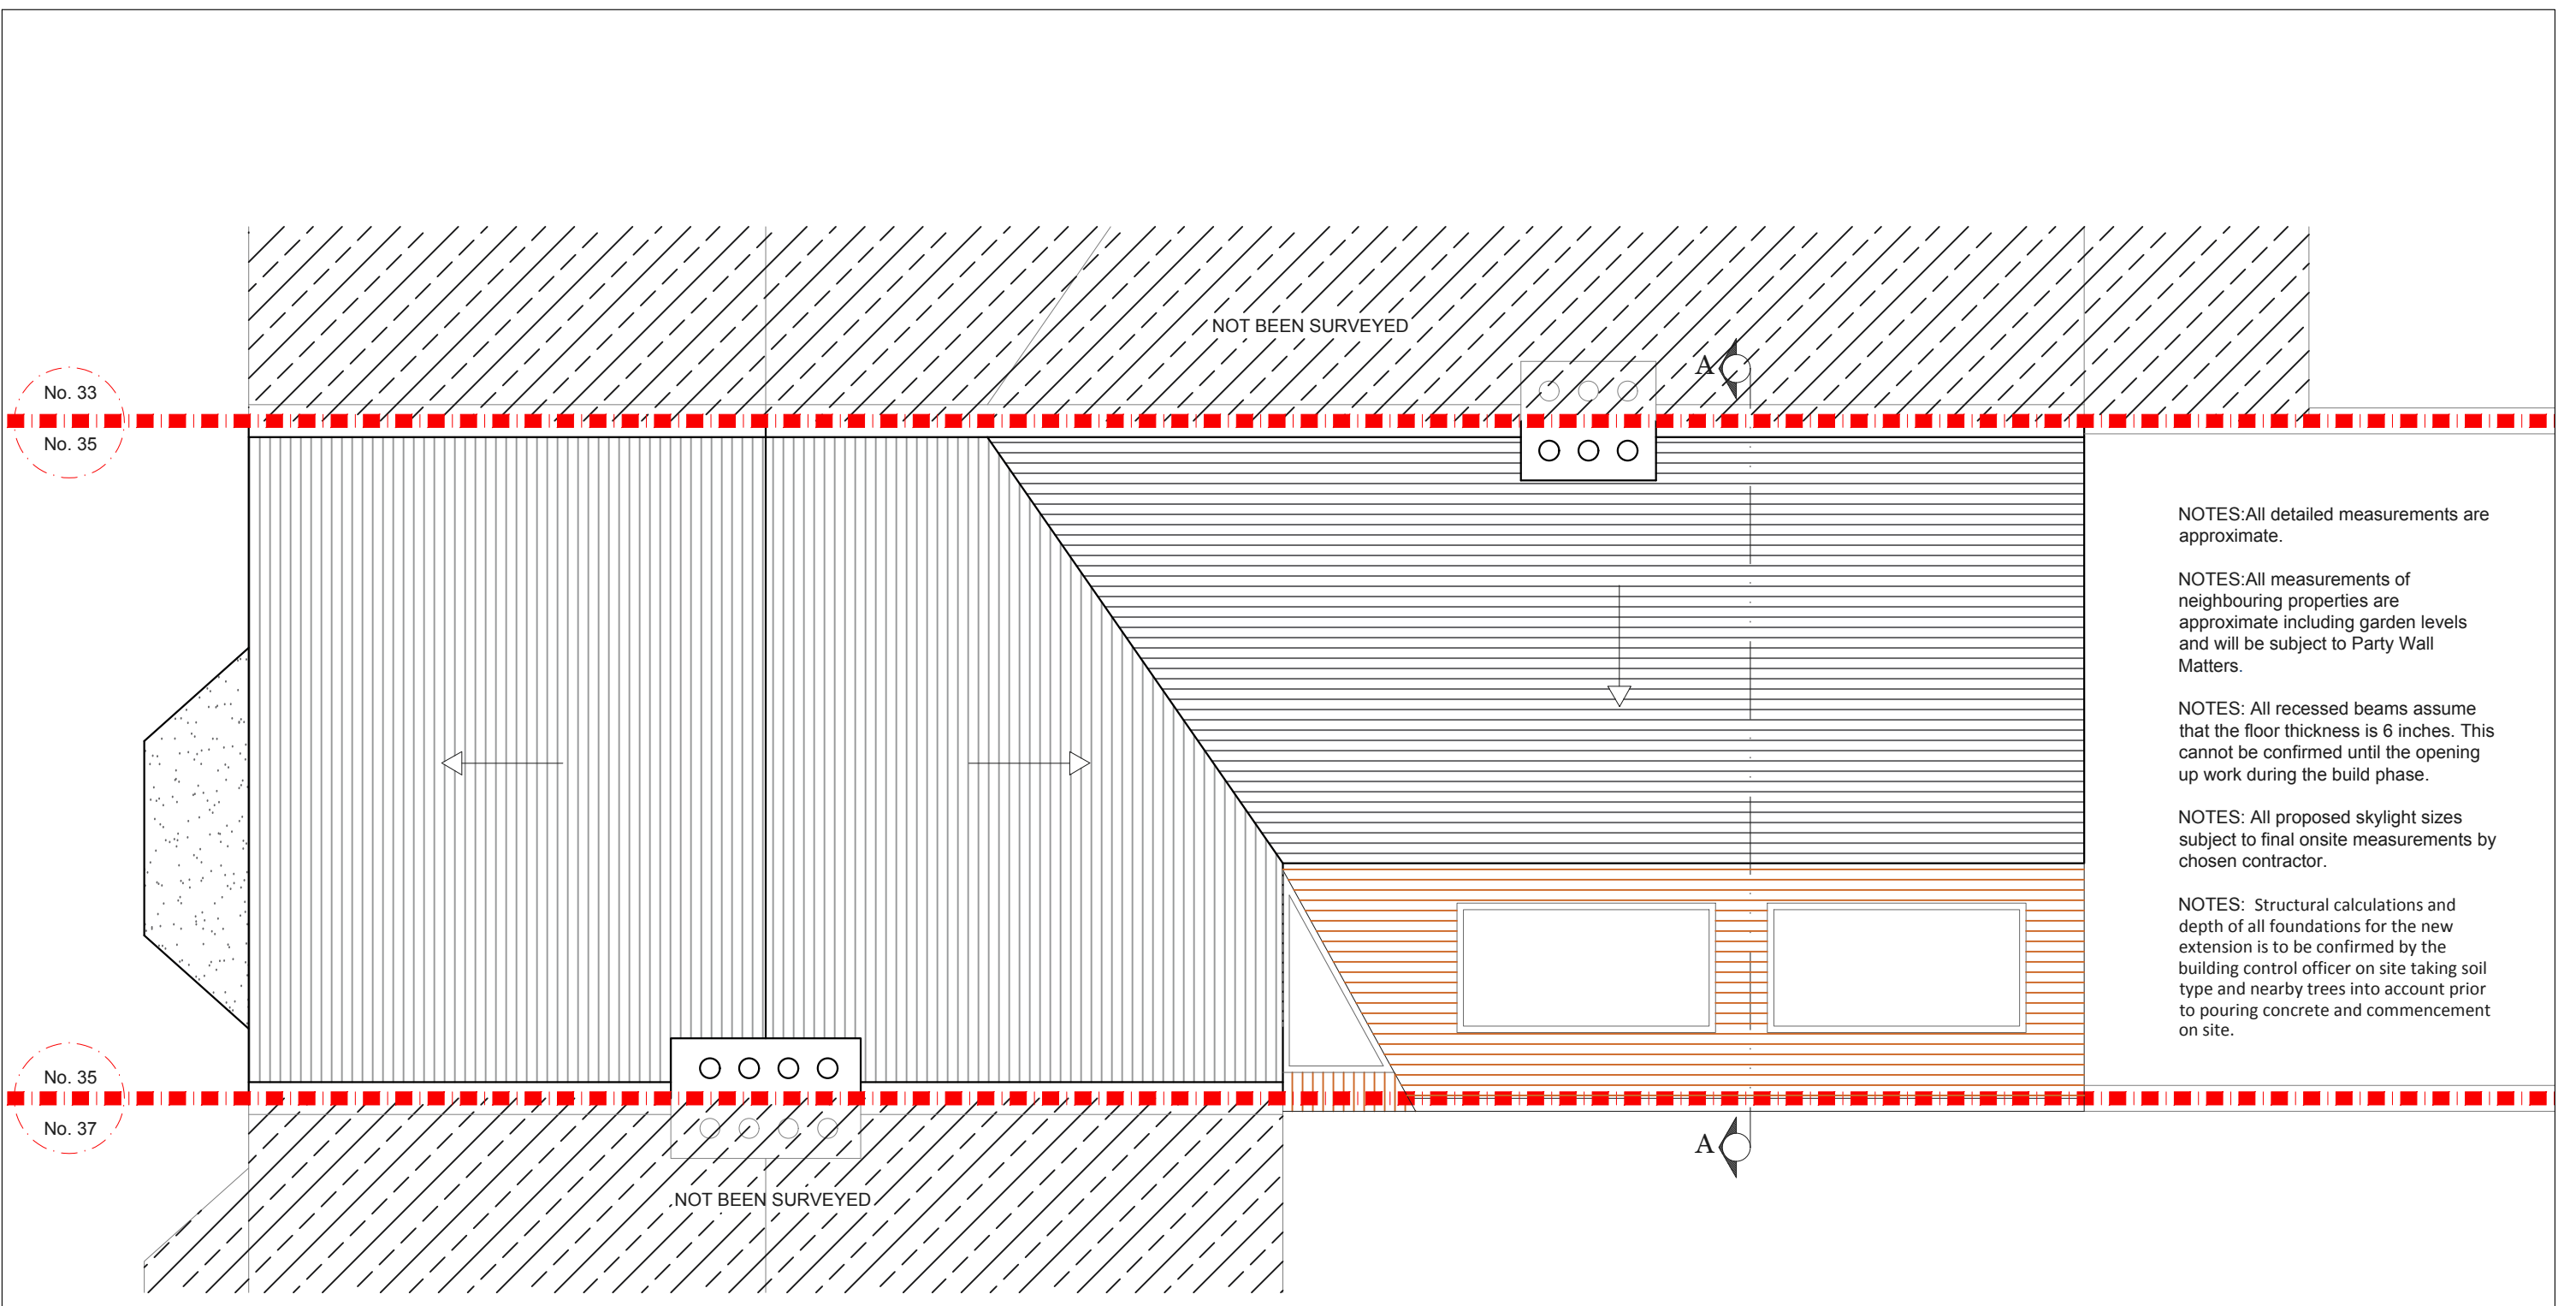 NOT BEEN SURVEYED
A
No. 33
No. 35
NOTES:All detailed measurements are
approximate.
NOTES:All measurements of
neighbouring properties are
approximate including garden levels
and will be subject to Party Wall
Matters.
NOTES: All recessed beams assume
that the floor thickness is 6 inches. This
cannot be confirmed until the opening
up work during the build phase.
NOTES: All proposed skylight sizes
subject to final onsite measurements by
chosen contractor.
NOTES: Structural calculations and
depth of all foundations for the new
extension is to be confirmed by the
building control officer on site taking soil
type and nearby trees into account prior
to pouring concrete and commencement
on site.
No. 35
No. 37
A
NOT BEEN SURVEYED